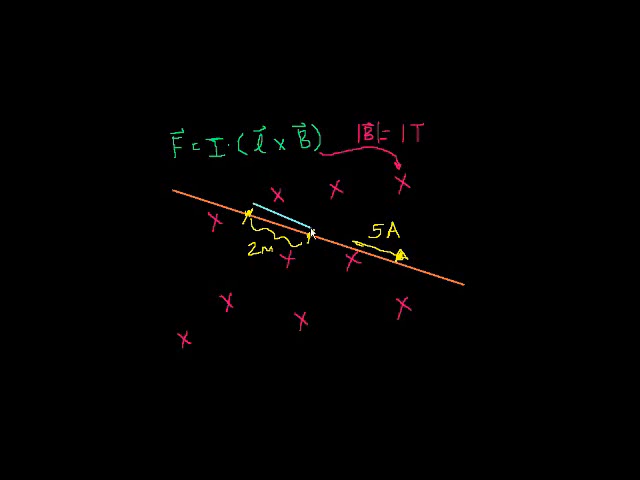 F⃗ = I · (l⃗ x B⃗) |B⃗| = 1T
x x x
x
5A
2m
x x
x x x
x